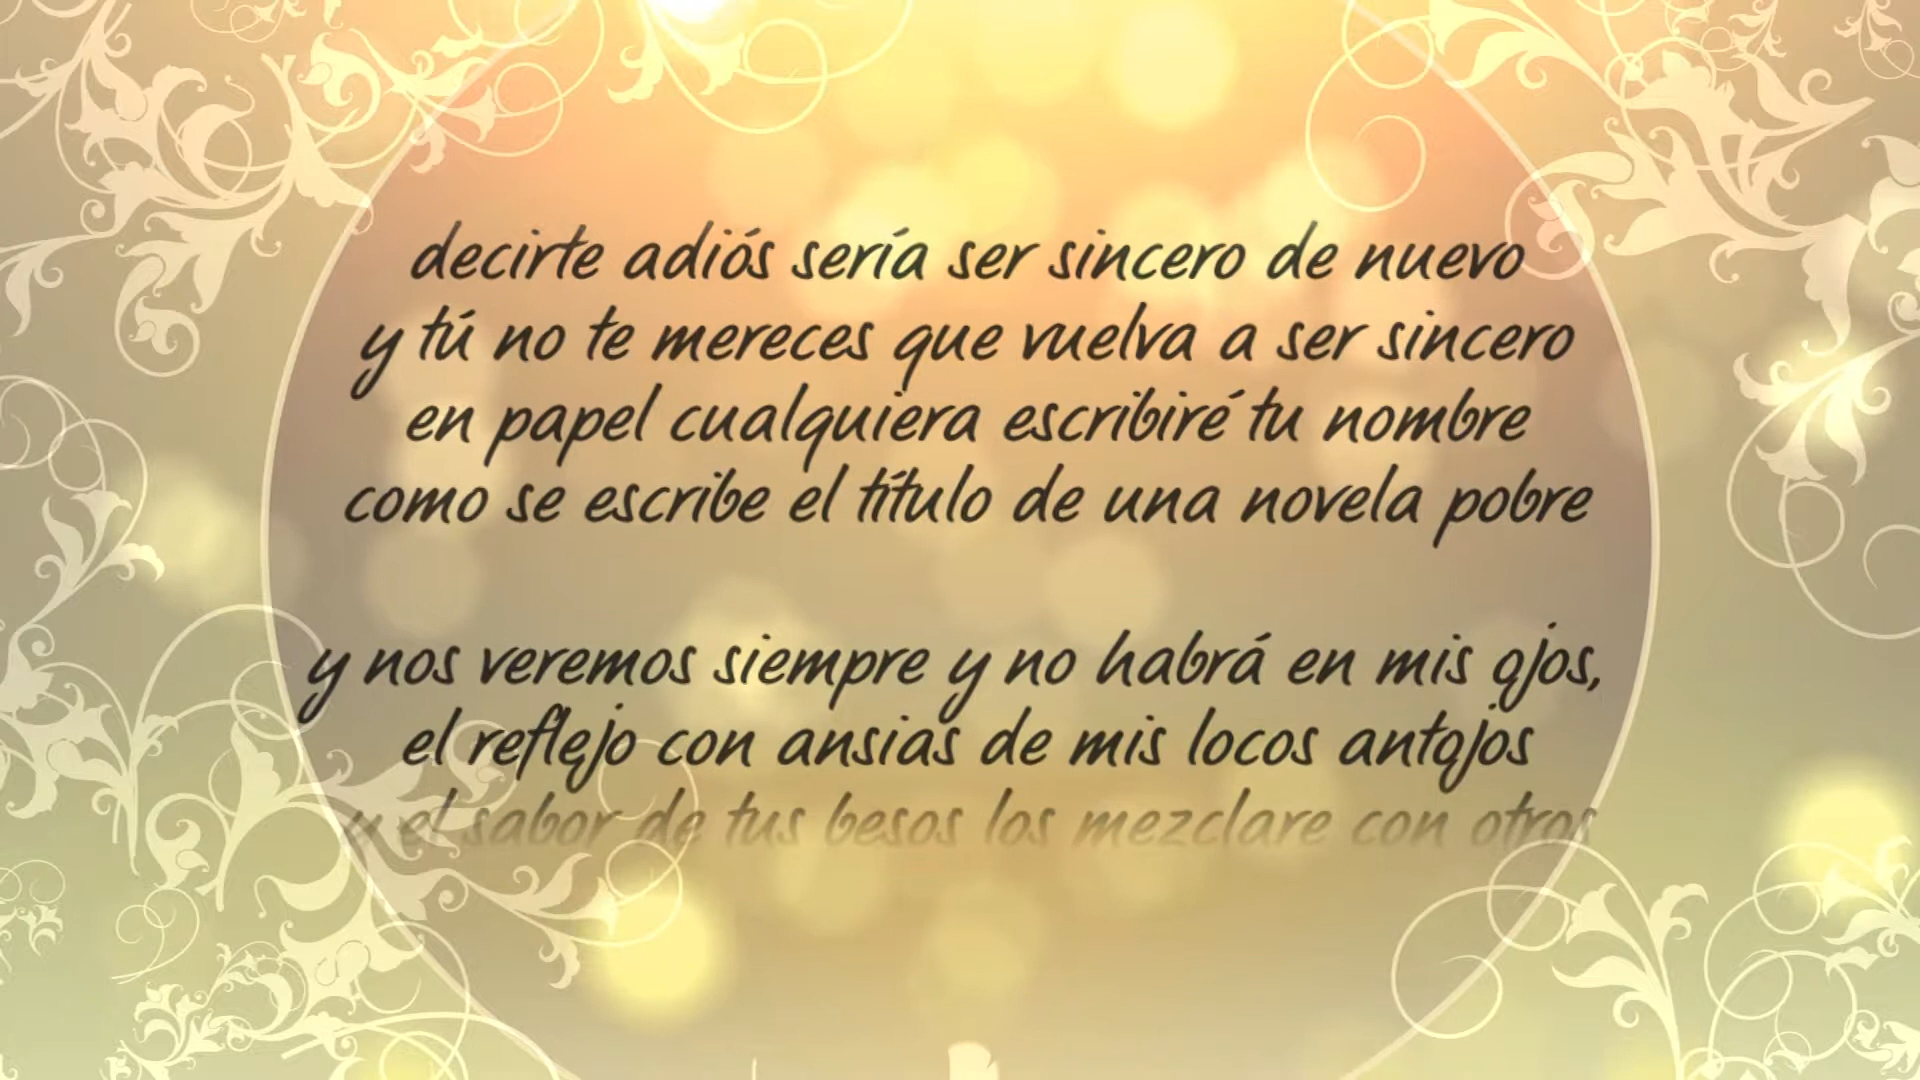 decirte adiós sería ser sincero de nuevo
y tú no te mereces que vuelva a ser sincero
en papel cualquiera escribiré tu nombre
como se escribe el título de una novela pobre
y nos veremos siempre y no habrá en mis ojos,
el reflejo con ansias de mis locos antojos
y el sabor de tus besos los mezclare con otros